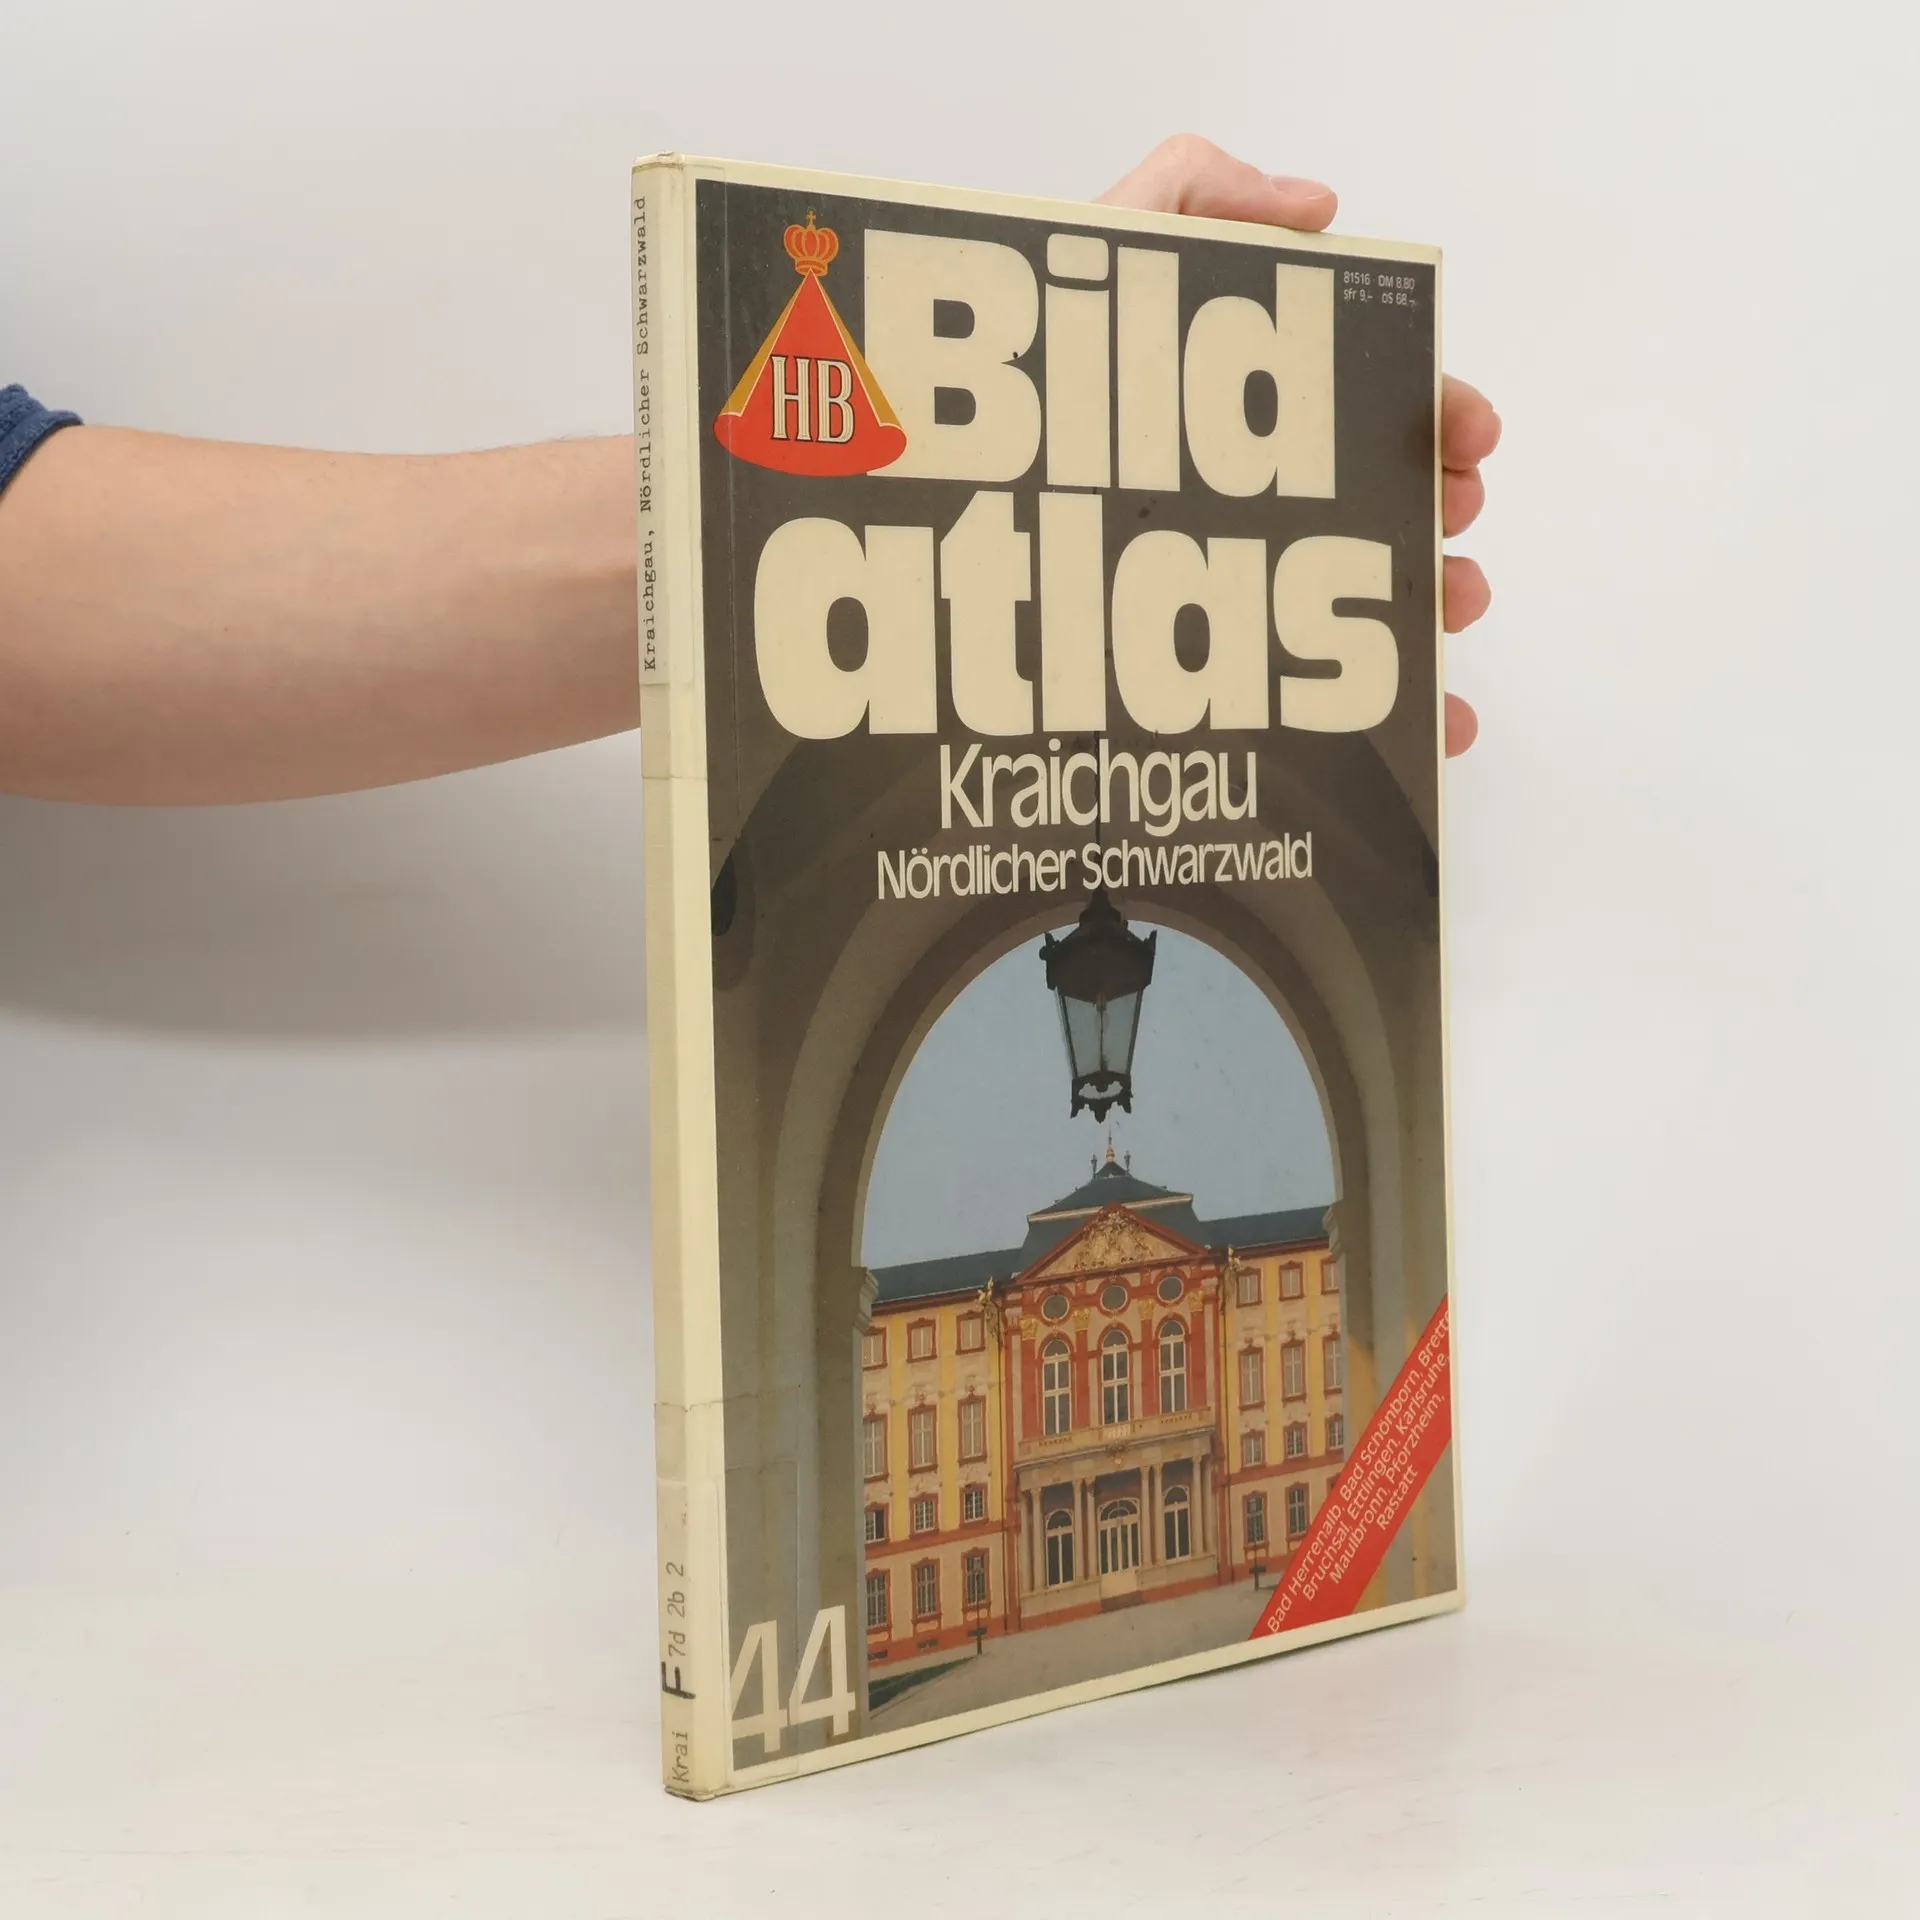 Kraichgau, Nördlicher Schwarzwald
F 7d 2b 2
Krai
HB
Bild
atlas
81516 · DM 8.80
sfr 9,- öS 68,-
Kraichgau
Nördlicher Schwarzwald
Bad Herrenalb, Bad Schönborn, Brette
Bruchsal, Ettlingen, Karlsruhe,
Maulbronn, Pforzheim,
Rastatt
44